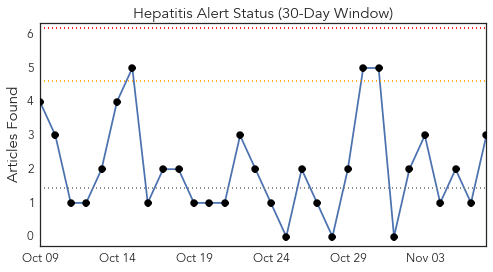 Hepatitis Alert Status (30-Day Window)
Articles Found
6
5
4
3
2
1
0
Oct 09 Oct 14 Oct 19 Oct 24 Oct 29 Nov 03